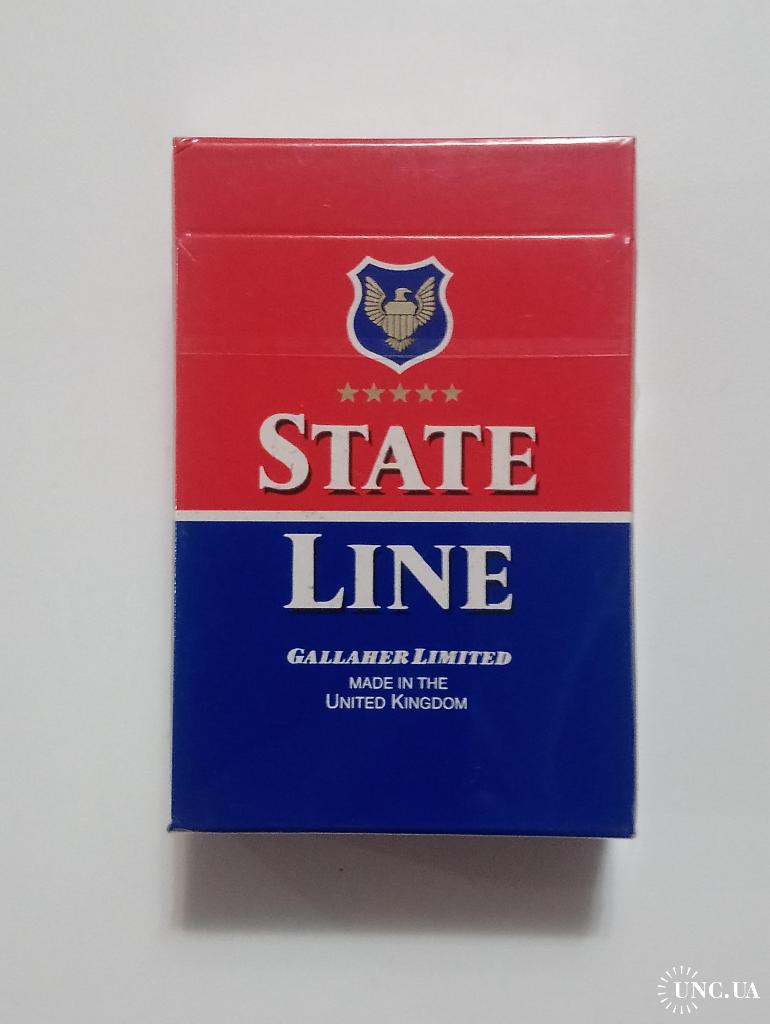 STATE
LINE
GALLAHER LIMITED
MADE IN THE
UNITED KINGDOM
UNC.UA